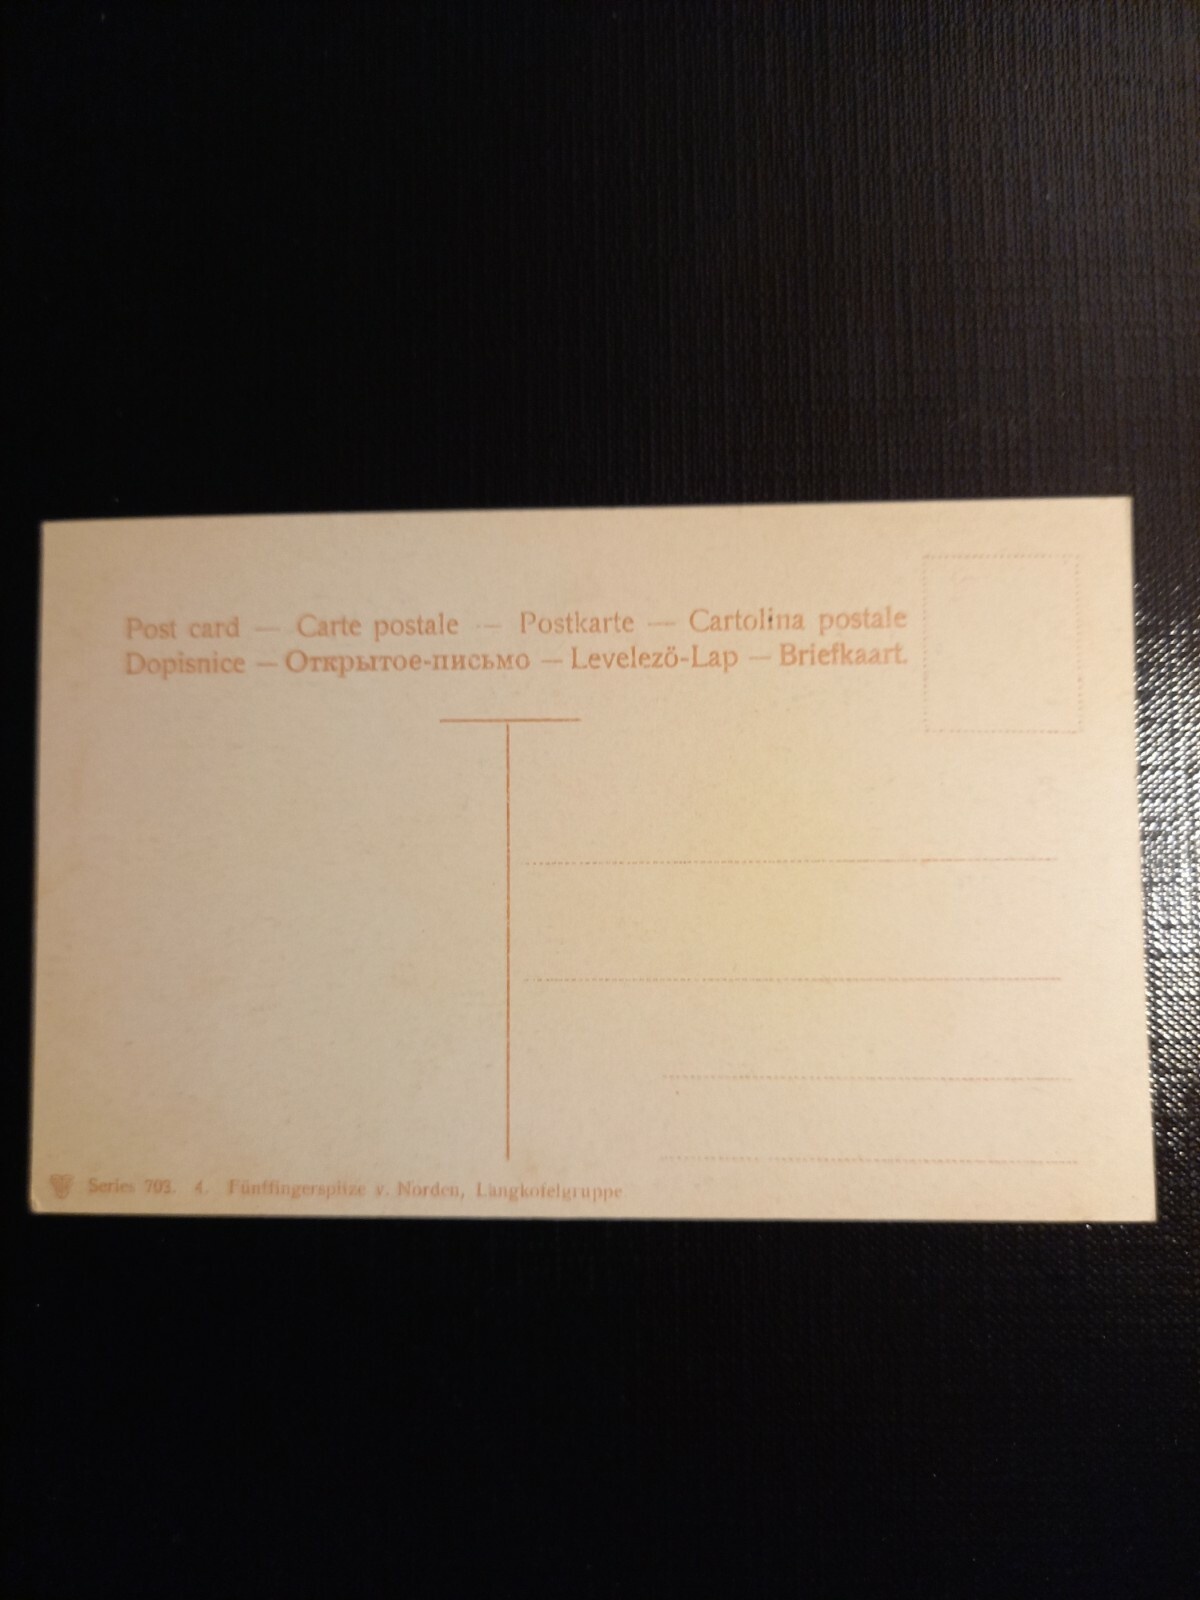 Post card — Carte postale — Postkarte — Cartolina postale
Dopisnice — Открытое-письмо — Levelező-Lap — Briefkaart.
Series 703. 4. Fünffingerspitze v. Norden, Langkofelgruppe